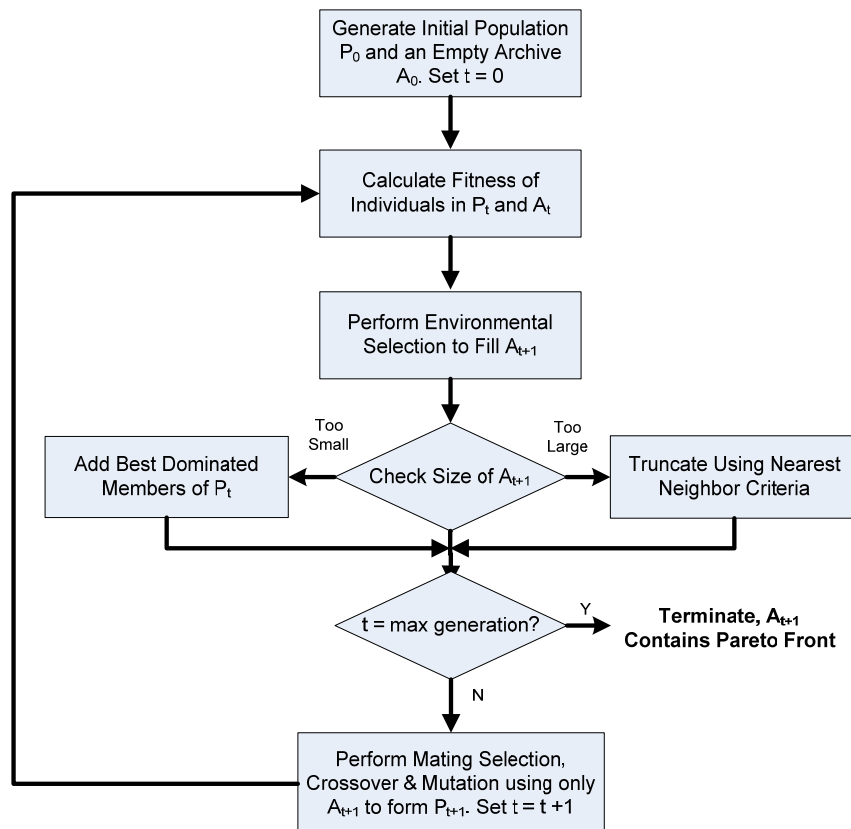 Generate Initial Population
P₀ and an Empty Archive
A₀. Set t = 0
Calculate Fitness of
Individuals in Pₜ and Aₜ
Perform Environmental
Selection to Fill Aₜ₊₁
Too
Small
Too
Large
Add Best Dominated
Members of Pₜ
Check Size of Aₜ₊₁
Truncate Using Nearest
Neighbor Criteria
t = max generation?
Y
Terminate, Aₜ₊₁
Contains Pareto Front
N
Perform Mating Selection,
Crossover & Mutation using only
Aₜ₊₁ to form Pₜ₊₁. Set t = t +1